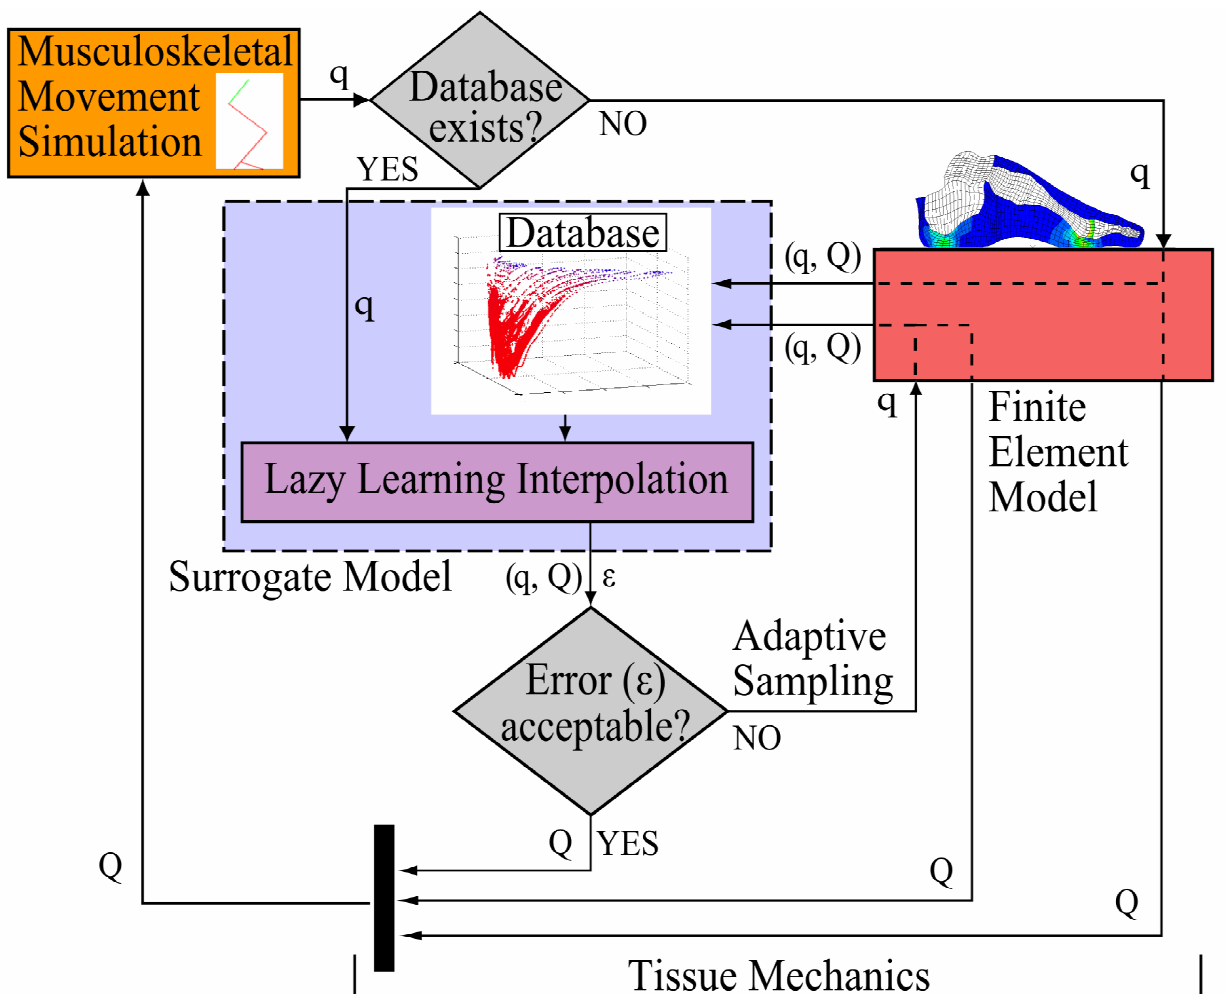 Musculoskeletal
Movement
Simulation
q
Database
exists?
NO
YES
q
Database
q
(q, Q)
(q, Q)
q
Finite
Element
Model
Lazy Learning Interpolation
Surrogate Model
(q, Q) ε
Adaptive
Sampling
Error (ε)
acceptable?
NO
Q YES
Q
Q
Q
Tissue Mechanics